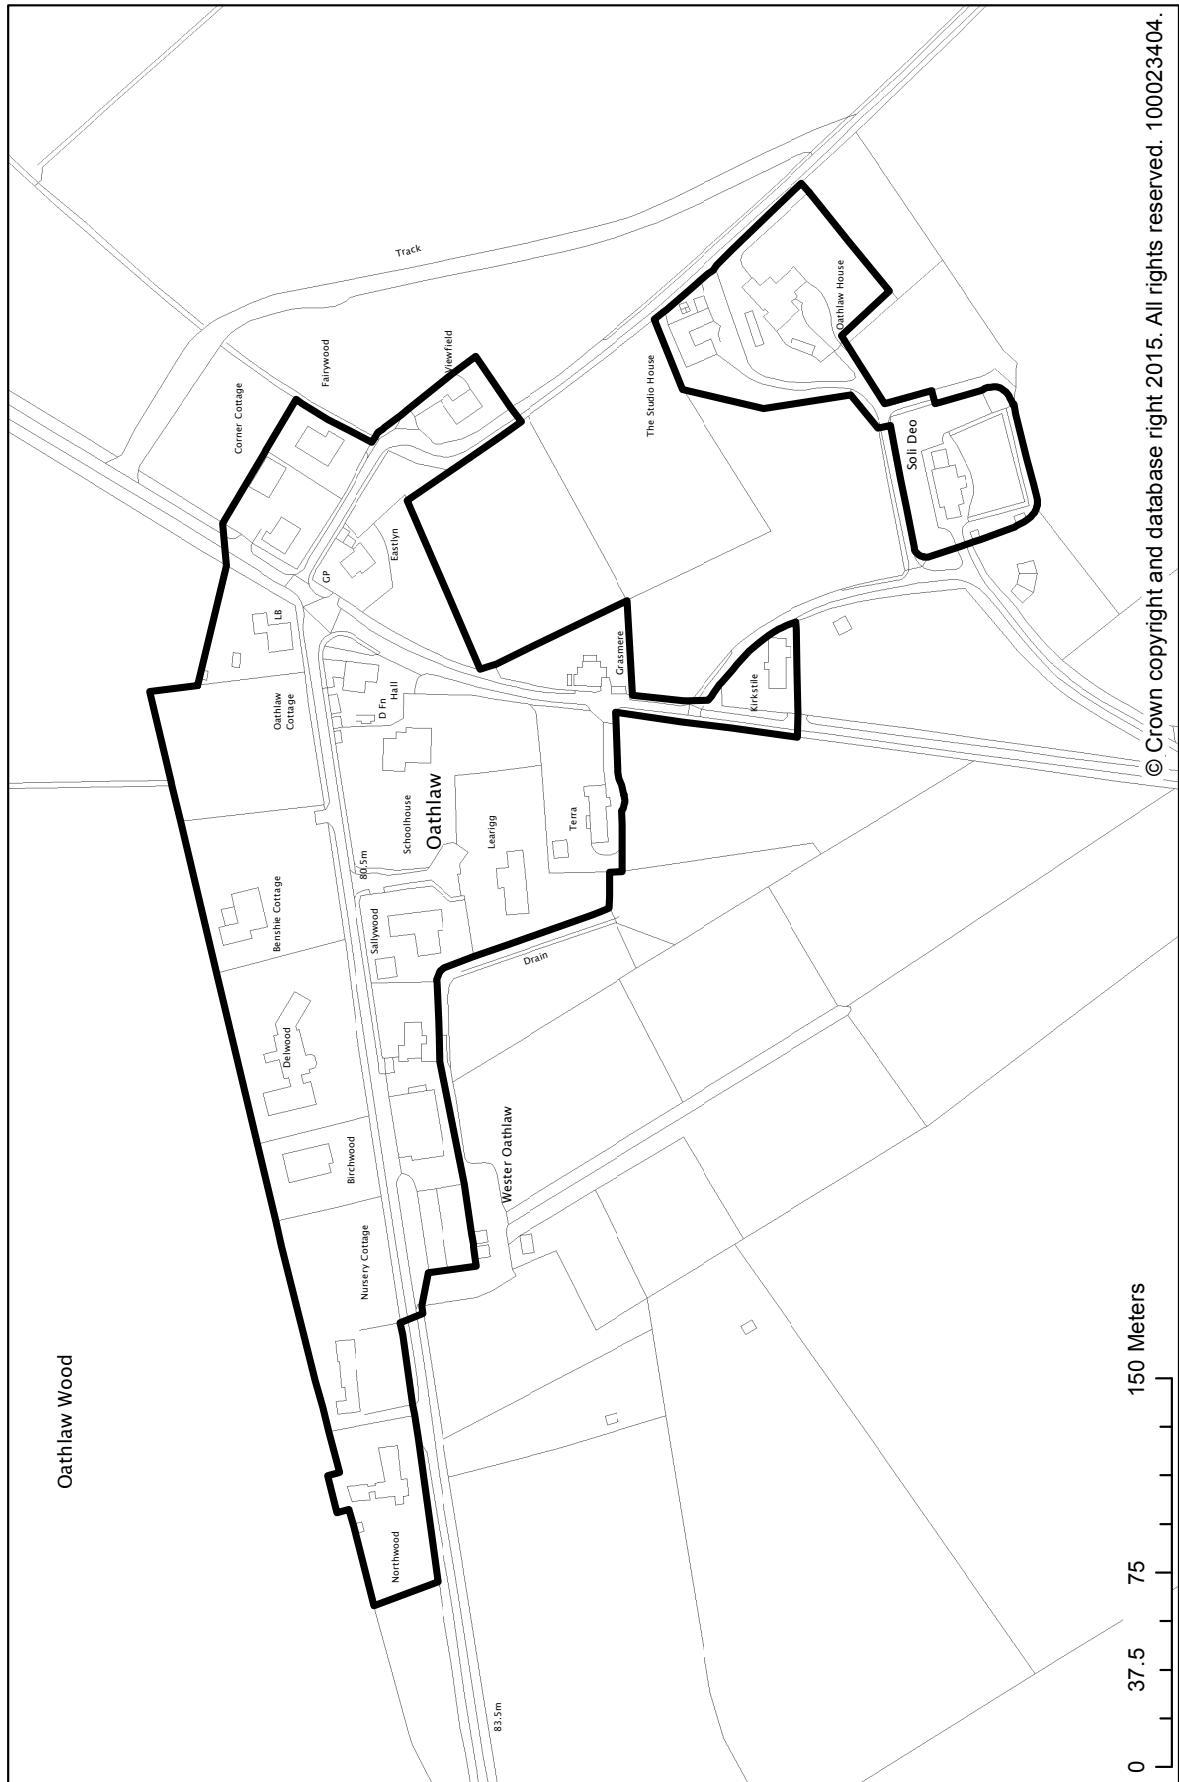 Oathlaw Wood
Track
Fairywood
Corner Cottage
Viewfield
Eastlyn
GP
LB
Oathlaw
Cottage
D Fn
Hall
Schoolhouse
Oathlaw
80.5m
Learigg
Terra
Grasmere
Kirkstile
The Studio House
Oathlaw House
Soli Deo
Benshie Cottage
Sallywood
Drain
Delwood
Birchwood
Wester Oathlaw
Nursery Cottage
Northwood
83.5m
0 37.5 75 150 Meters
© Crown copyright and database right 2015. All rights reserved. 100023404.